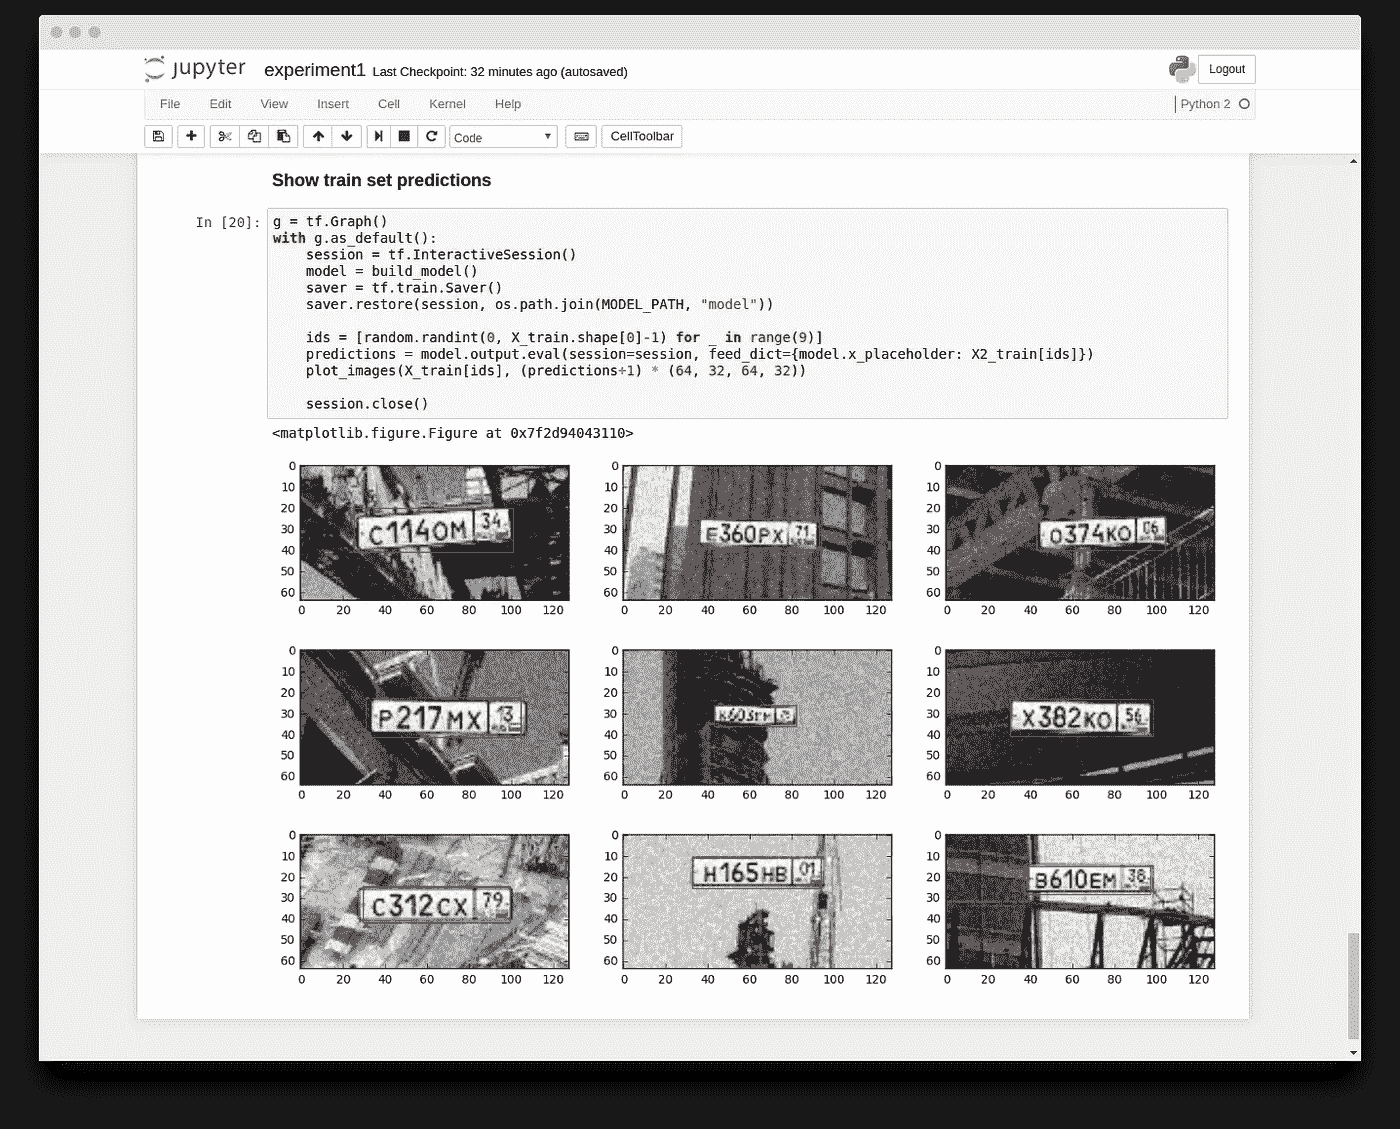 jupyter experiment1 Last Checkpoint: 32 minutes ago (autosaved) Logout
File Edit View Insert Cell Kernel Help Python 2
Code CellToolbar
Show train set predictions
In [20]:
g = tf.Graph()
with g.as_default():
    session = tf.InteractiveSession()
    model = build_model()
    saver = tf.train.Saver()
    saver.restore(session, os.path.join(MODEL_PATH, "model"))
    ids = [random.randint(0, X_train.shape[0]-1) for _ in range(9)]
    predictions = model.output.eval(session=session, feed_dict={model.x_placeholder: X2_train[ids]})
    plot_images(X_train[ids], (predictions+1) * (64, 32, 64, 32))
    session.close()
<matplotlib.figure.Figure at 0x7f2d94043110>
0 10 20 30 40 50 60
С114ОМ 34
0 20 40 60 80 100 120
0 10 20 30 40 50 60
Е360РХ 71
0 20 40 60 80 100 120
0 10 20 30 40 50 60
О374КО 06
0 20 40 60 80 100 120
0 10 20 30 40 50 60
Р217МХ 13
0 20 40 60 80 100 120
0 10 20 30 40 50 60
0 20 40 60 80 100 120
0 10 20 30 40 50 60
Х382КО 56
0 20 40 60 80 100 120
0 10 20 30 40 50 60
С312СХ 79
0 20 40 60 80 100 120
0 10 20 30 40 50 60
Н165НВ 01
0 20 40 60 80 100 120
0 10 20 30 40 50 60
В610ЕМ 38
0 20 40 60 80 100 120